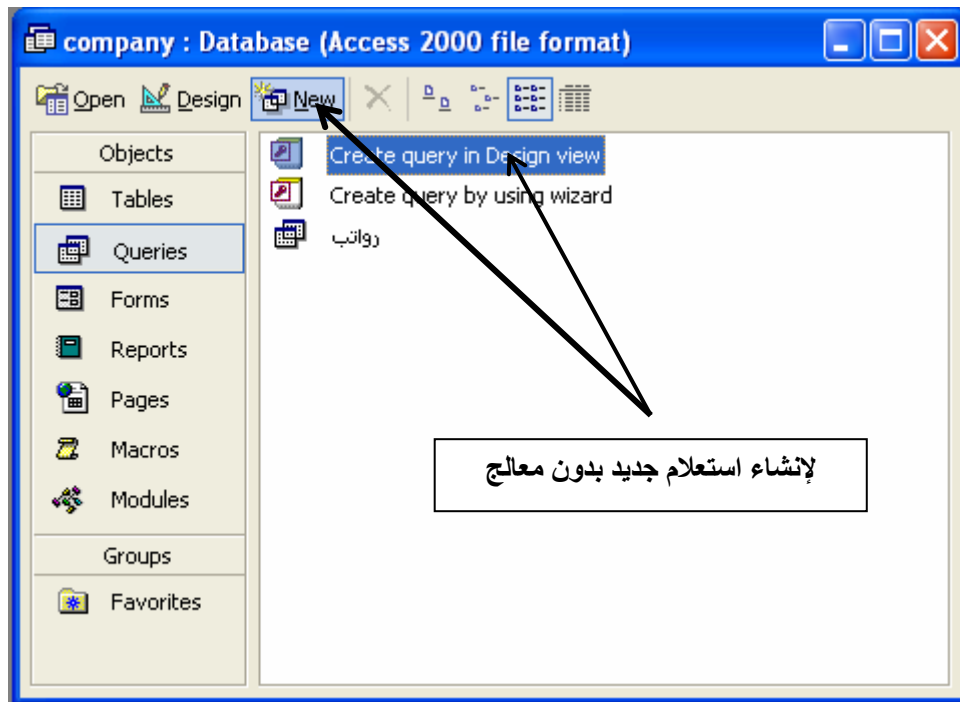 company : Database (Access 2000 file format)
Open Design New
Objects
Tables
Queries
Forms
Reports
Pages
Macros
Modules
Groups
Favorites
Create query in Design view
Create query by using wizard
رواتب
لإنشاء استعلام جديد بدون معالج